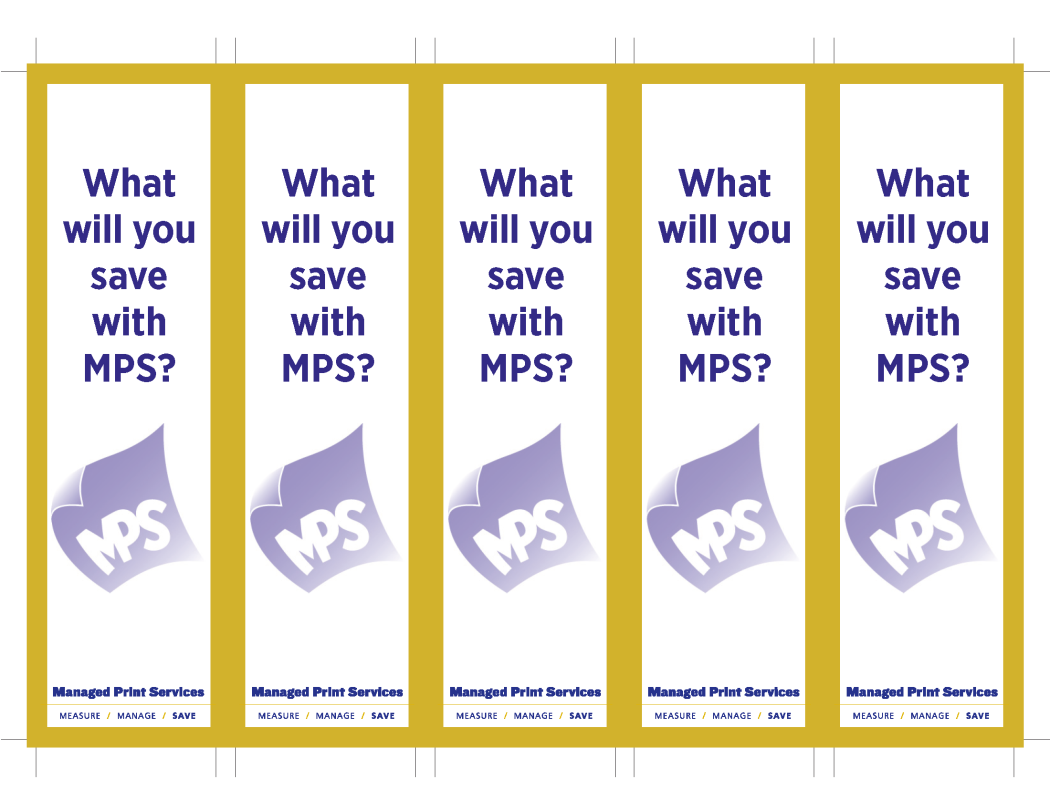 What
will you
save
with
MPS?
MPS
Managed Print Services
MEASURE / MANAGE / SAVE
What
will you
save
with
MPS?
MPS
Managed Print Services
MEASURE / MANAGE / SAVE
What
will you
save
with
MPS?
MPS
Managed Print Services
MEASURE / MANAGE / SAVE
What
will you
save
with
MPS?
MPS
Managed Print Services
MEASURE / MANAGE / SAVE
What
will you
save
with
MPS?
MPS
Managed Print Services
MEASURE / MANAGE / SAVE